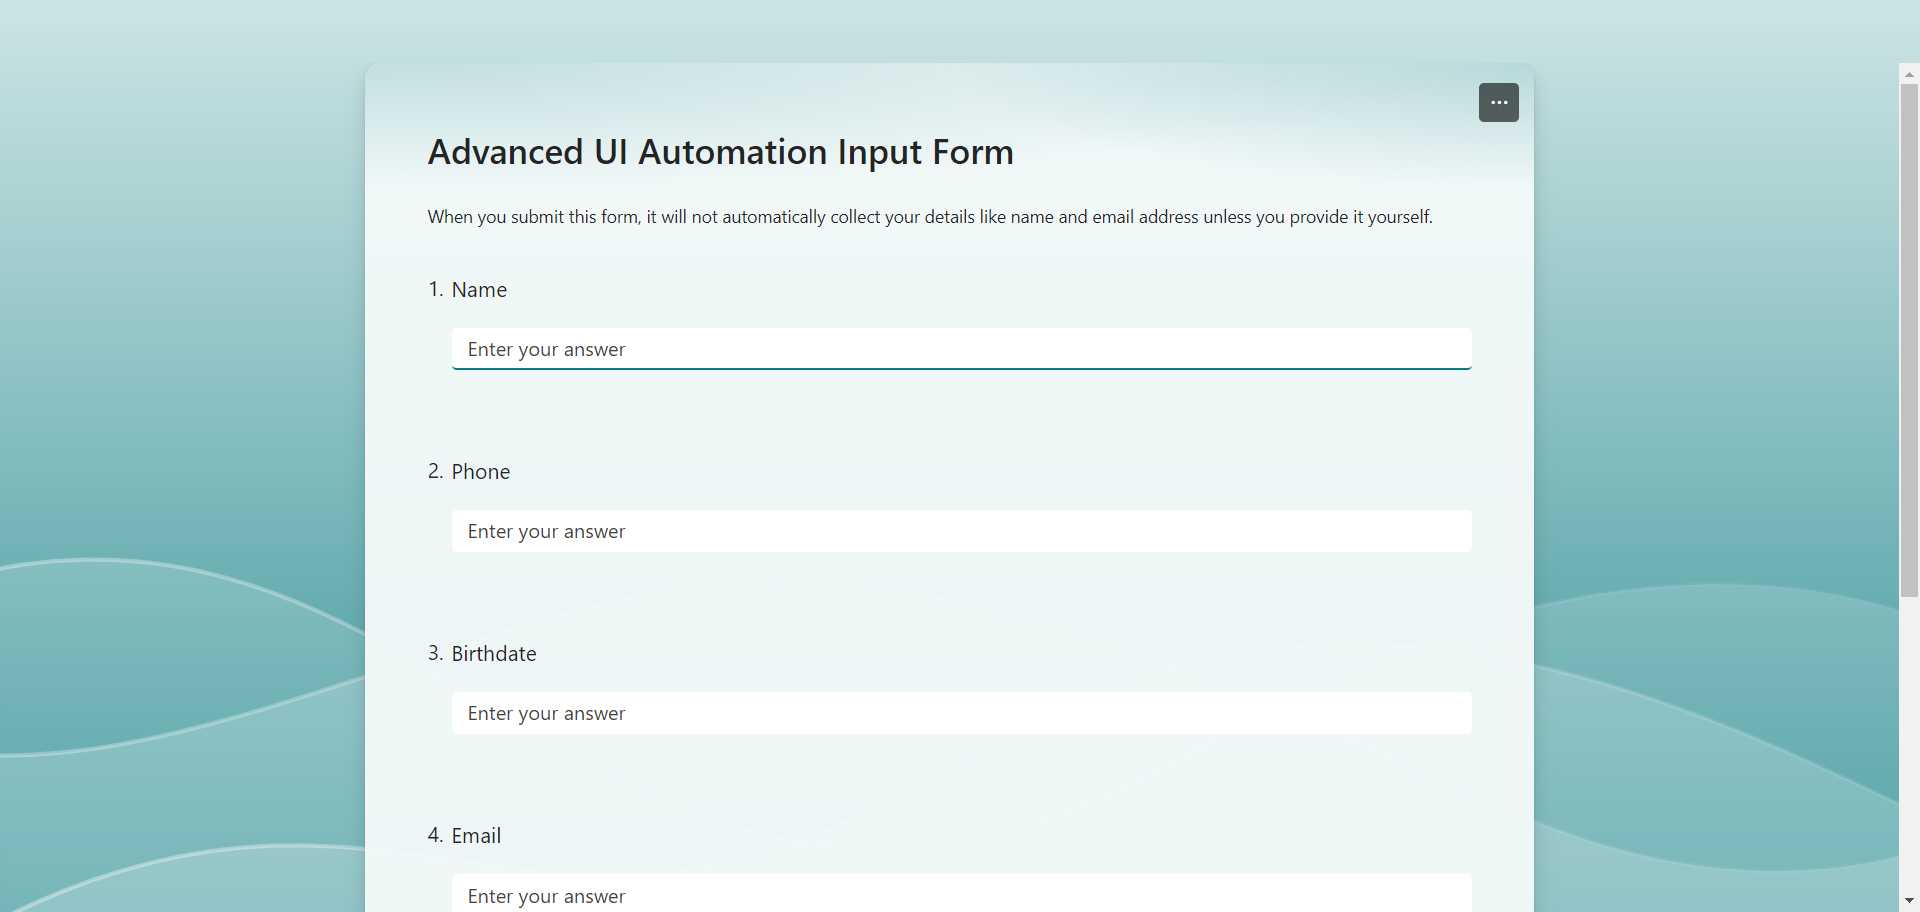 ...
Advanced UI Automation Input Form
When you submit this form, it will not automatically collect your details like name and email address unless you provide it yourself.
1. Name
Enter your answer
2. Phone
Enter your answer
3. Birthdate
Enter your answer
4. Email
Enter your answer